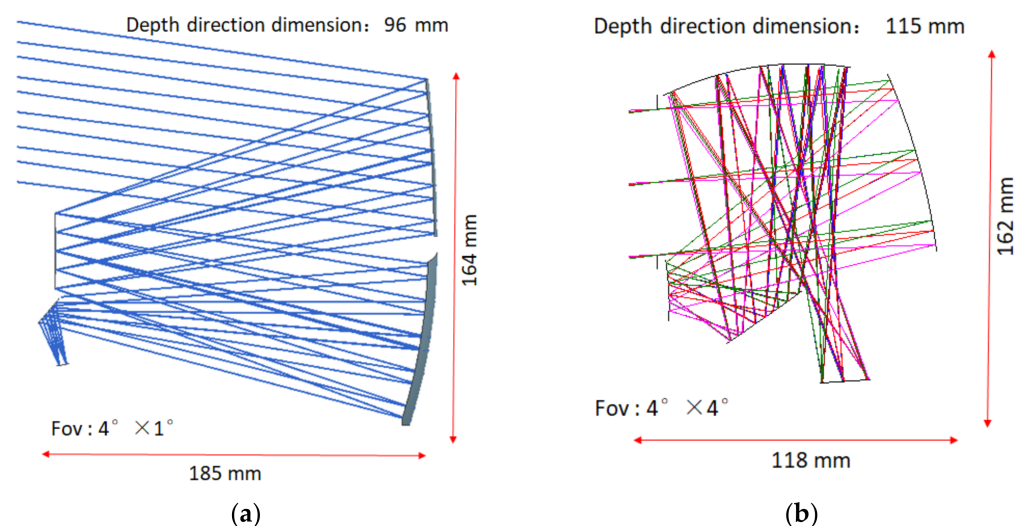 Depth direction dimension：96 mm
164 mm
Fov : 4° ×1°
185 mm
(a)
Depth direction dimension： 115 mm
162 mm
Fov : 4° ×4°
118 mm
(b)